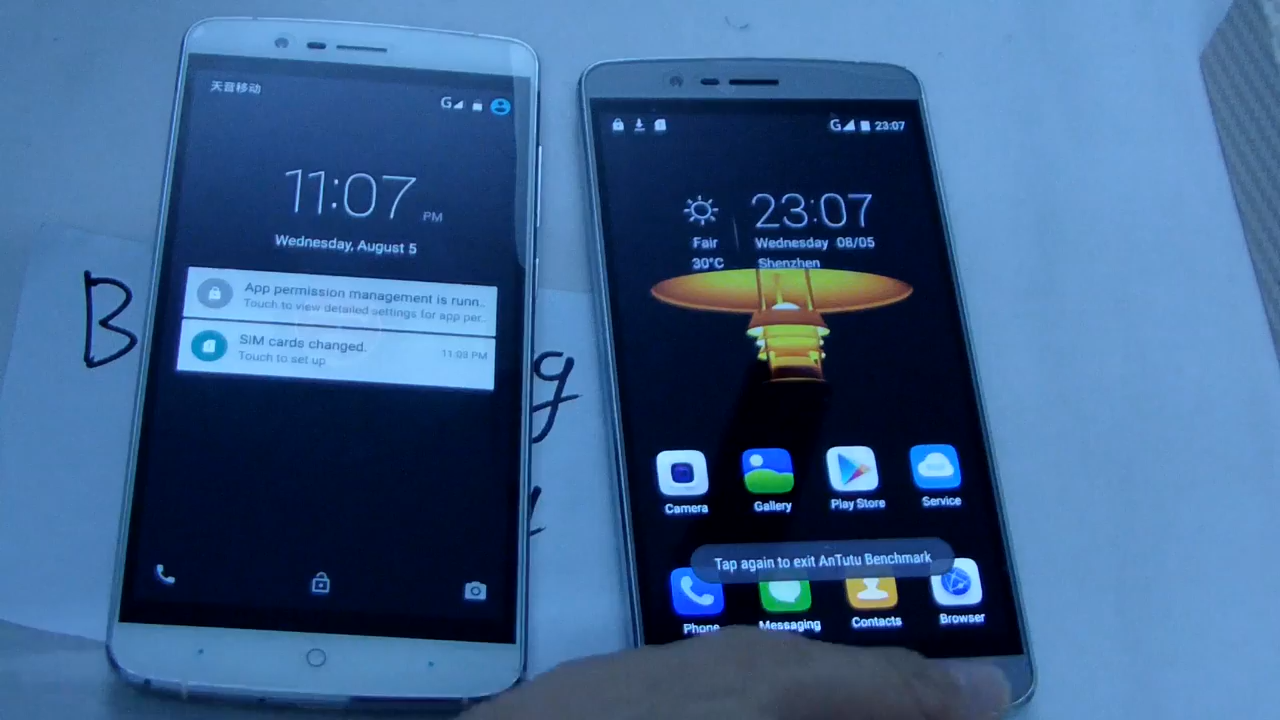 天音移动
G
11:07 PM
Wednesday, August 5
App permission management is runn..
Touch to view detailed settings for app per..
SIM cards changed.
11:03 PM
Touch to set up
B
g
G 23:07
23:07
Fair
Wednesday 08/05
30°C
Shenzhen
Camera
Gallery
Play Store
Service
Tap again to exit AnTuTu Benchmark
Phone
Messaging
Contacts
Browser